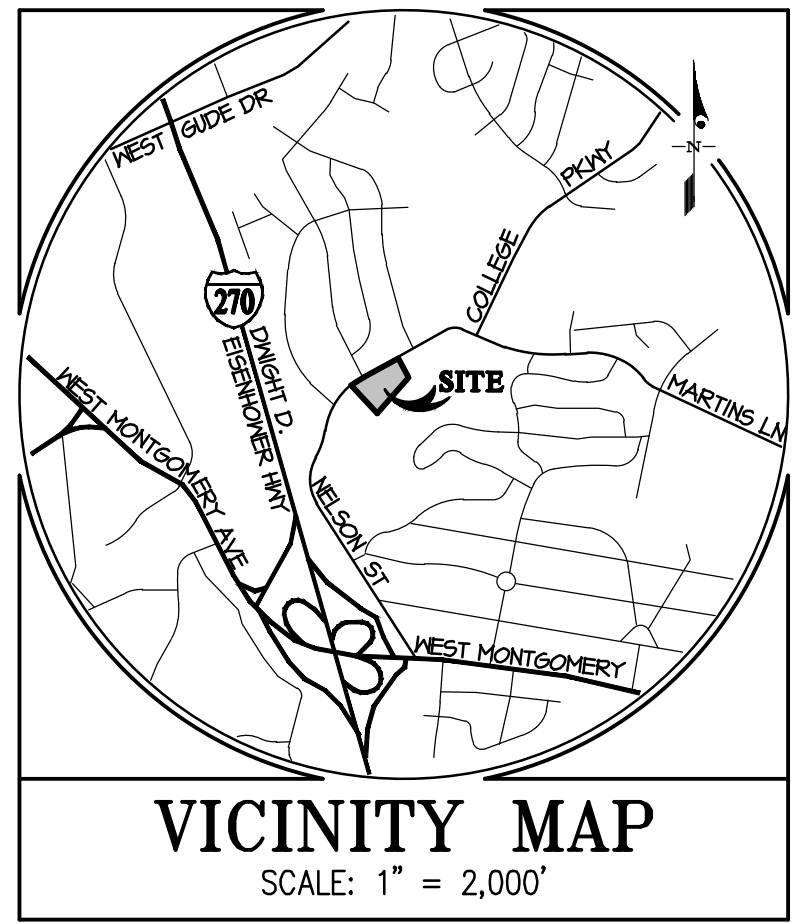 WEST GUDE DR
PKWY
N
COLLEGE
270
DWIGHT D.
EISENHOWER HWY
SITE
WEST MONTGOMERY AVE
MARTINS LN
NELSON ST
WEST MONTGOMERY
VICINITY MAP
SCALE: 1" = 2,000'